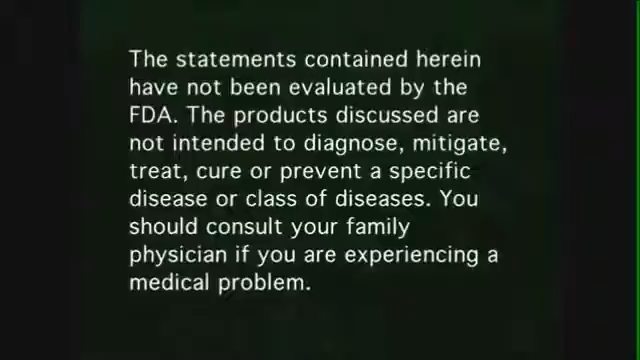 The statements contained herein
have not been evaluated by the
FDA. The products discussed are
not intended to diagnose, mitigate,
treat, cure or prevent a specific
disease or class of diseases. You
should consult your family
physician if you are experiencing a
medical problem.